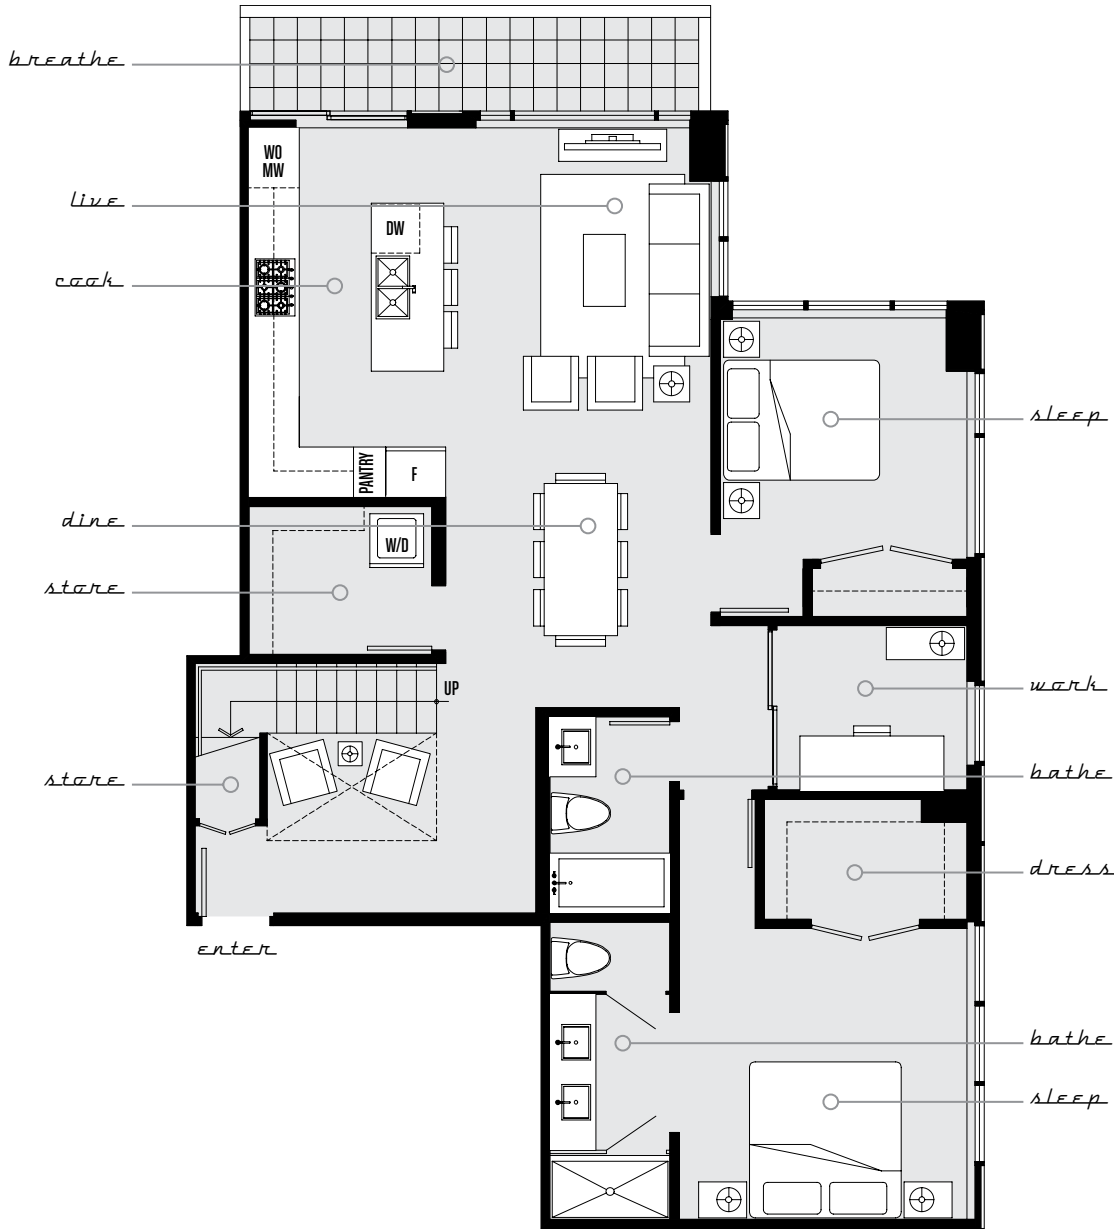 breathe
WO
MW
live
DW
cook
sleep
PANTRY
F
dine
W/D
store
UP
work
store
bathe
dress
enter
bathe
sleep